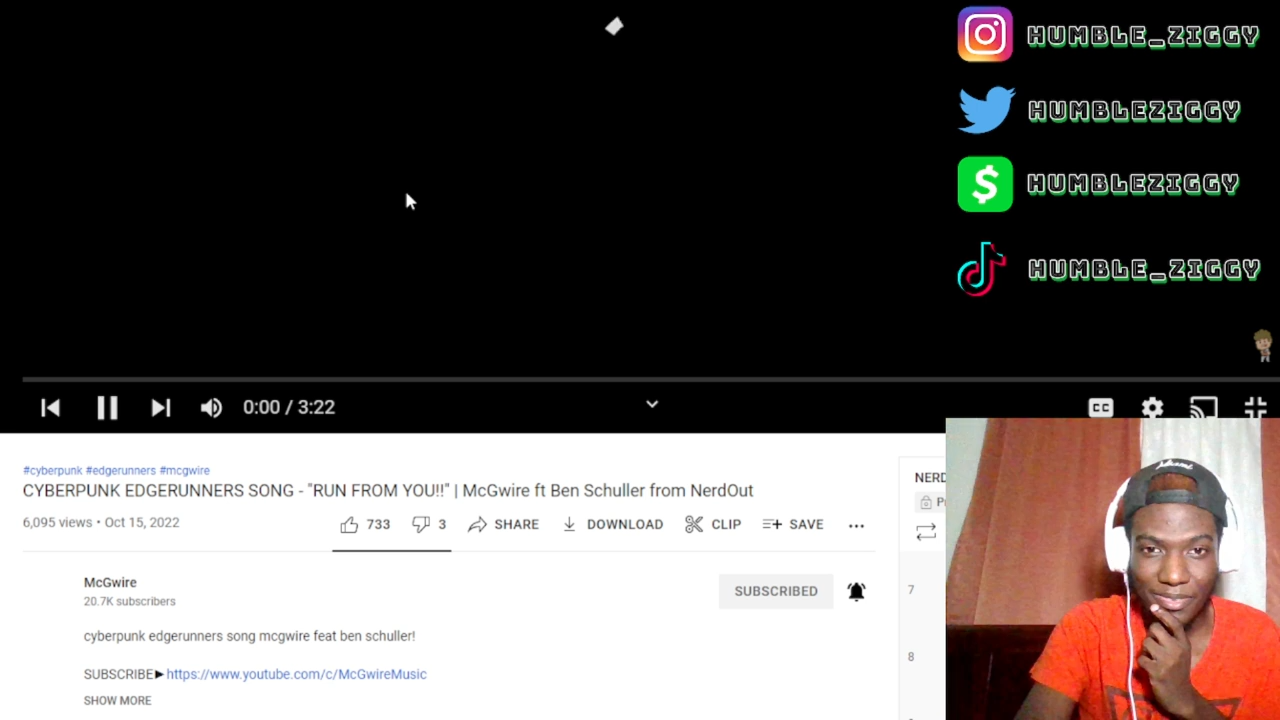 HUMBLE_ZIGGY
HUMBLEZIGGY
HUMBLEZIGGY
HUMBLE_ZIGGY
0:00 / 3:22
CC
#cyberpunk #edgerunners #mcgwire
CYBERPUNK EDGERUNNERS SONG - "RUN FROM YOU!!" | McGwire ft Ben Schuller from NerdOut
6,095 views • Oct 15, 2022
733
3
SHARE
DOWNLOAD
CLIP
SAVE
McGwire
20.7K subscribers
SUBSCRIBED
cyberpunk edgerunners song mcgwire feat ben schuller!
SUBSCRIBE►https://www.youtube.com/c/McGwireMusic
SHOW MORE
NERD
7
8